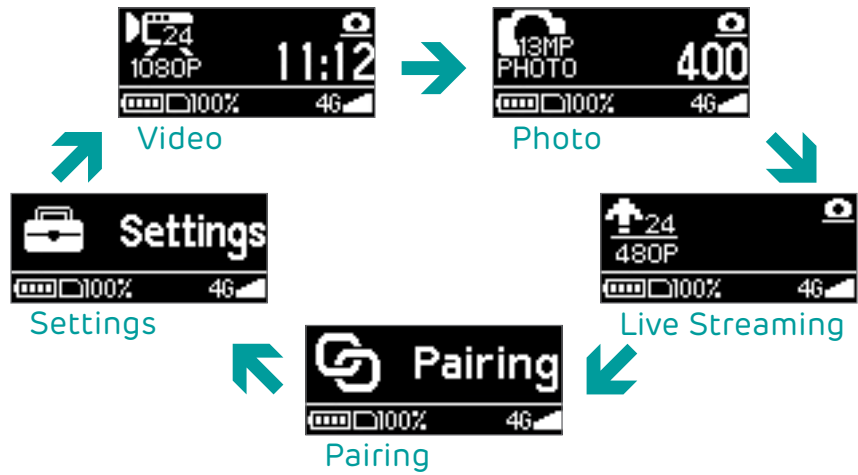 24
1080P
11:12
100%
4G
Video
13MP
PHOTO
400
100%
4G
Photo
24
480P
100%
4G
Live Streaming
Pairing
100%
4G
Pairing
Settings
100%
4G
Settings